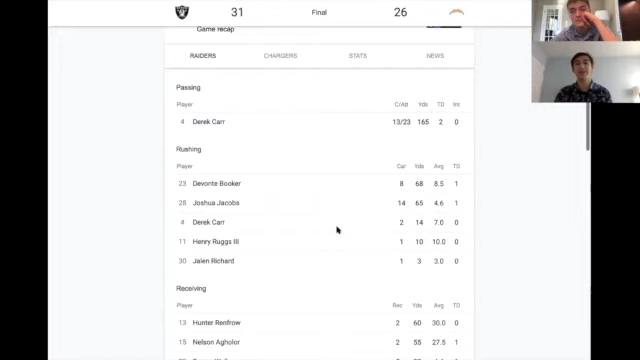 31 Final 26
Game recap
RAIDERS CHARGERS STATS NEWS
Passing
Player C/Att Yds TD Int
4 Derek Carr 13/23 165 2 0
Rushing
Player Car Yds Avg TD
23 Devonte Booker 8 68 8.5 1
28 Joshua Jacobs 14 65 4.6 1
4 Derek Carr 2 14 7.0 0
11 Henry Ruggs III 1 10 10.0 0
30 Jalen Richard 1 3 3.0 0
Receiving
Player Rec Yds Avg TD
13 Hunter Renfrow 2 60 30.0 0
15 Nelson Agholor 2 55 27.5 1